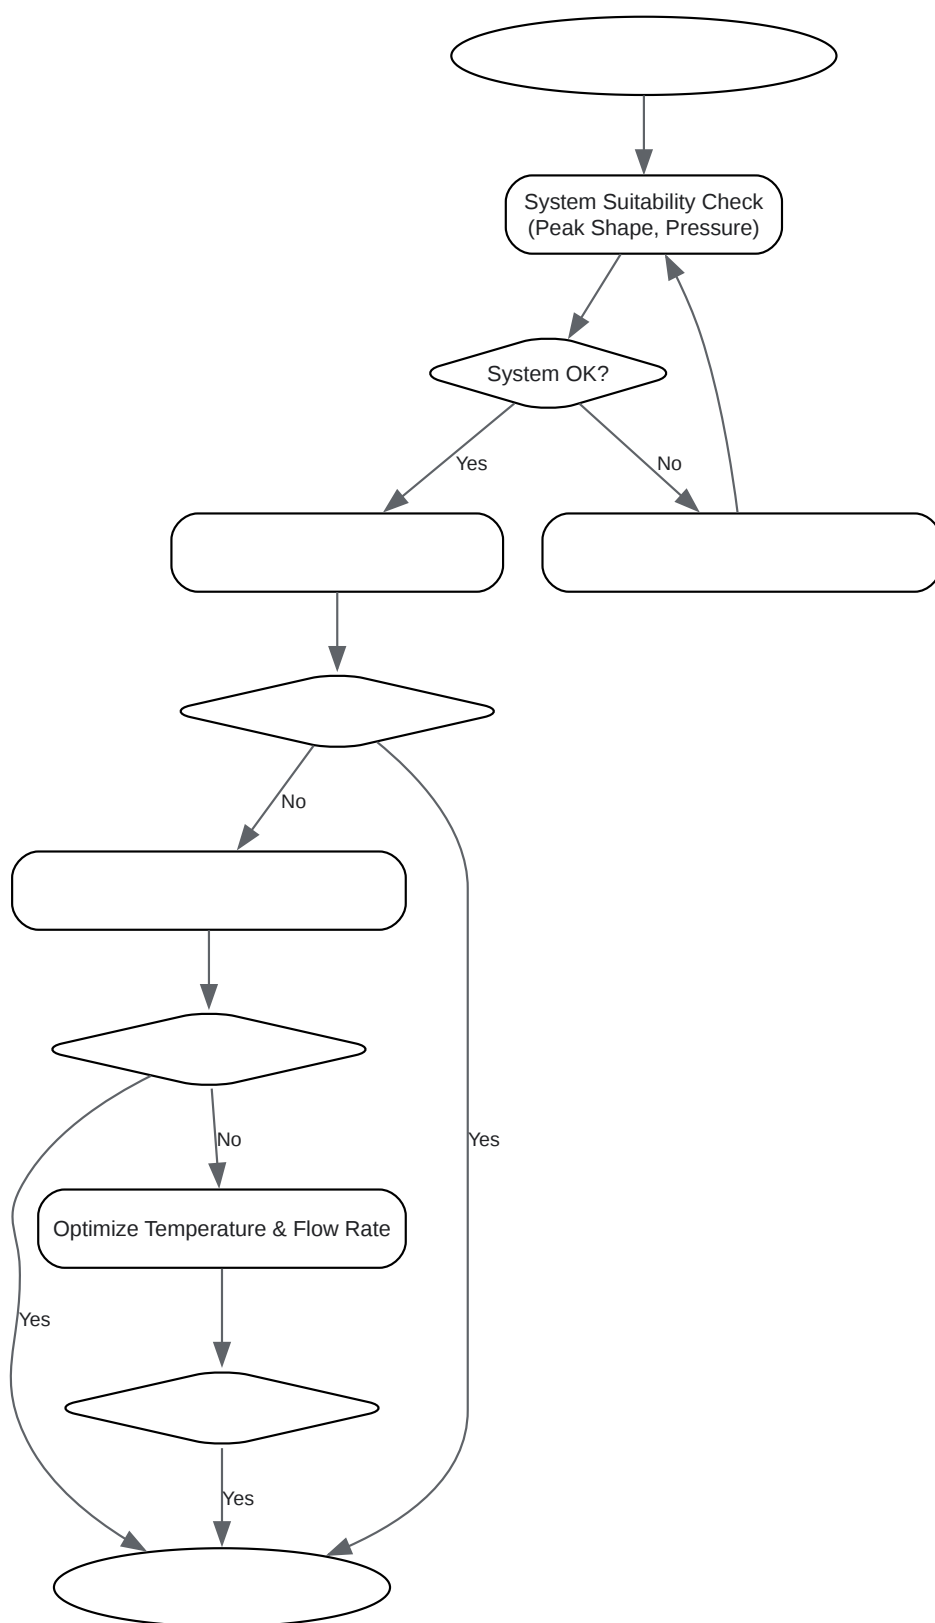 System Suitability Check
(Peak Shape, Pressure)
System OK?
Yes
No
No
No
Yes
Optimize Temperature & Flow Rate
Yes
Yes